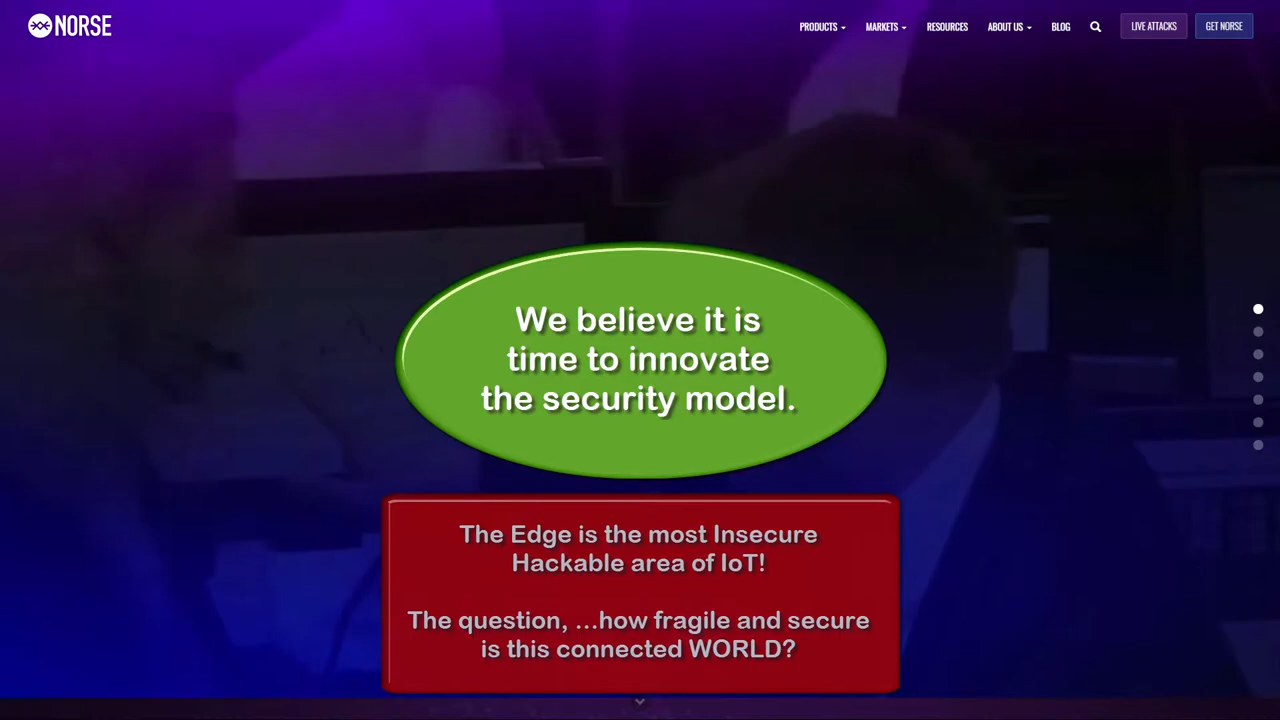 NORSE
PRODUCTS
MARKETS
RESOURCES
ABOUT US
BLOG
LIVE ATTACKS
GET NORSE
We believe it is
time to innovate
the security model.
The Edge is the most Insecure
Hackable area of IoT!
The question, ...how fragile and secure
is this connected WORLD?